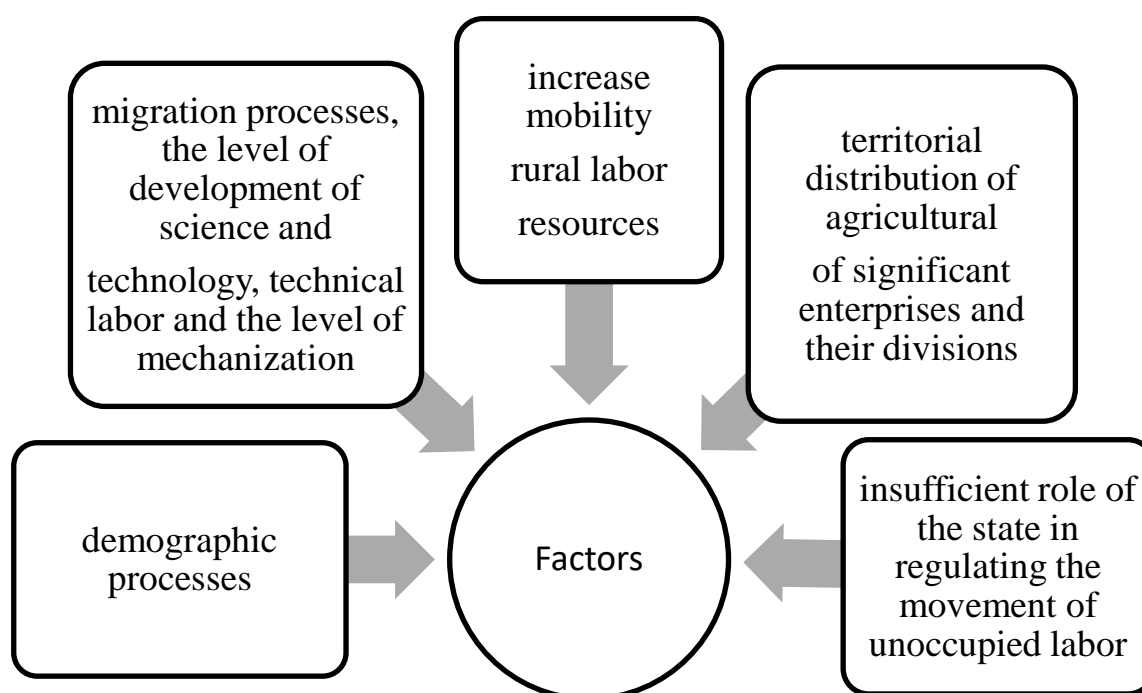 migration processes,
the level of
development of
science and
technology, technical
labor and the level of
mechanization
increase
mobility
rural labor
resources
territorial
distribution of
agricultural
of significant
enterprises and
their divisions
demographic
processes
Factors
insufficient role of
the state in
regulating the
movement of
unoccupied labor